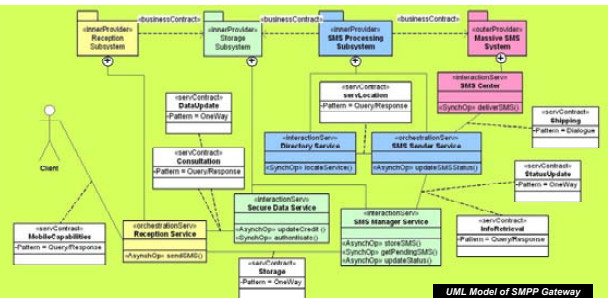 «innerProvider»
Reception
Subsystem
«businessContract»
«innerProvider»
Storage
Subsystem
«businessContract»
«innerProvider»
SMS Processing
Subsystem
«businessContract»
«outerProvider»
Massive SMS
System
«interactionServ»
SMS Center
«SynchOp» deliverSMS()
«servContract»
DataUpdate
-Pattern = OneWay
«servContract»
servLocation
-Pattern = Query/Response
«servContract»
Shipping
-Pattern = Dialogue
Client
«servContract»
Consultation
-Pattern = Query/Response
«interactionServ»
Directory Service
«SynchOp» locateService()
«orchestrationServ»
SMS Sender Service
«AsynchOp» updateSMSStatus()
«servContract»
StatusUpdate
-Pattern = OneWay
«servContract»
MobileCapabilities
-Pattern = Query/Response
«orchestrationServ»
Reception Service
«AsynchOp» sendSMS()
«interactionServ»
Secure Data Service
«AsynchOp» updateCredit ()
«SynchOp» authenticate()
«interactionServ»
SMS Manager Service
«AsynchOp» storeSMS()
«SynchOp» getPendingSMS()
«AsynchOp» updateStatus()
«servContract»
InfoRetrieval
-Pattern = Query/Response
«servContract»
Storage
-Pattern = OneWay
UML Model of SMPP Gateway